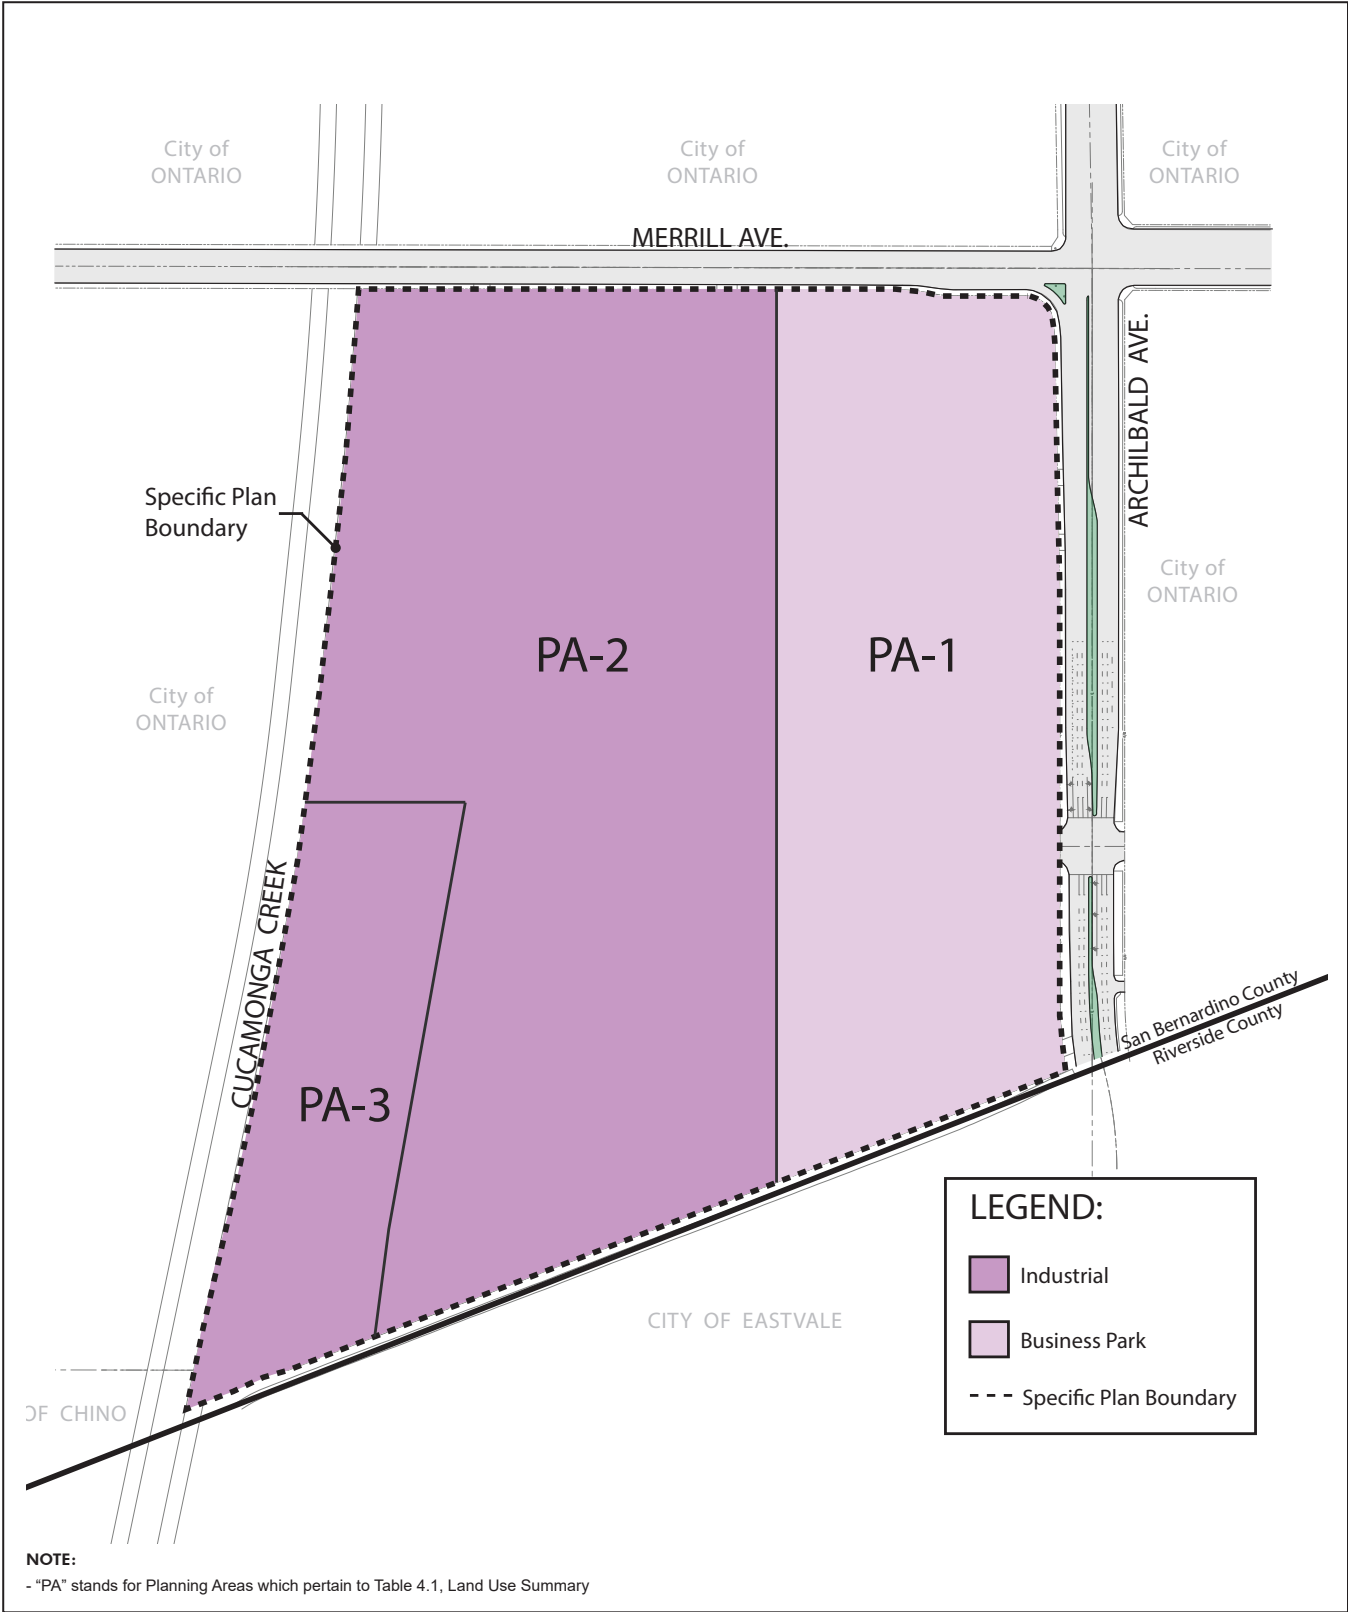 City of
ONTARIO
City of
ONTARIO
City of
ONTARIO
MERRILL AVE.
ARCHILBALD AVE.
Specific Plan
Boundary
City of
ONTARIO
PA-2
PA-1
City of
ONTARIO
CUCAMONGA CREEK
San Bernardino County
Riverside County
PA-3
LEGEND:
Industrial
Business Park
Specific Plan Boundary
CITY OF EASTVALE
OF CHINO
NOTE:
- “PA” stands for Planning Areas which pertain to Table 4.1, Land Use Summary